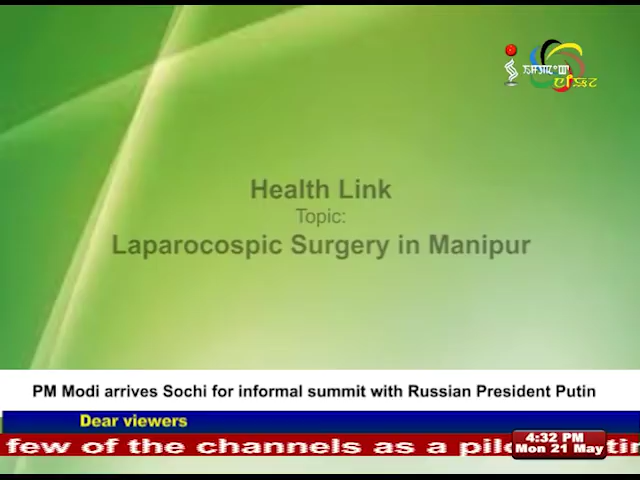 Health Link
Topic:
Laparocospic Surgery in Manipur
PM Modi arrives Sochi for informal summit with Russian President Putin
Dear viewers
few of the channels as a pil
4:32 PM
Mon 21 May